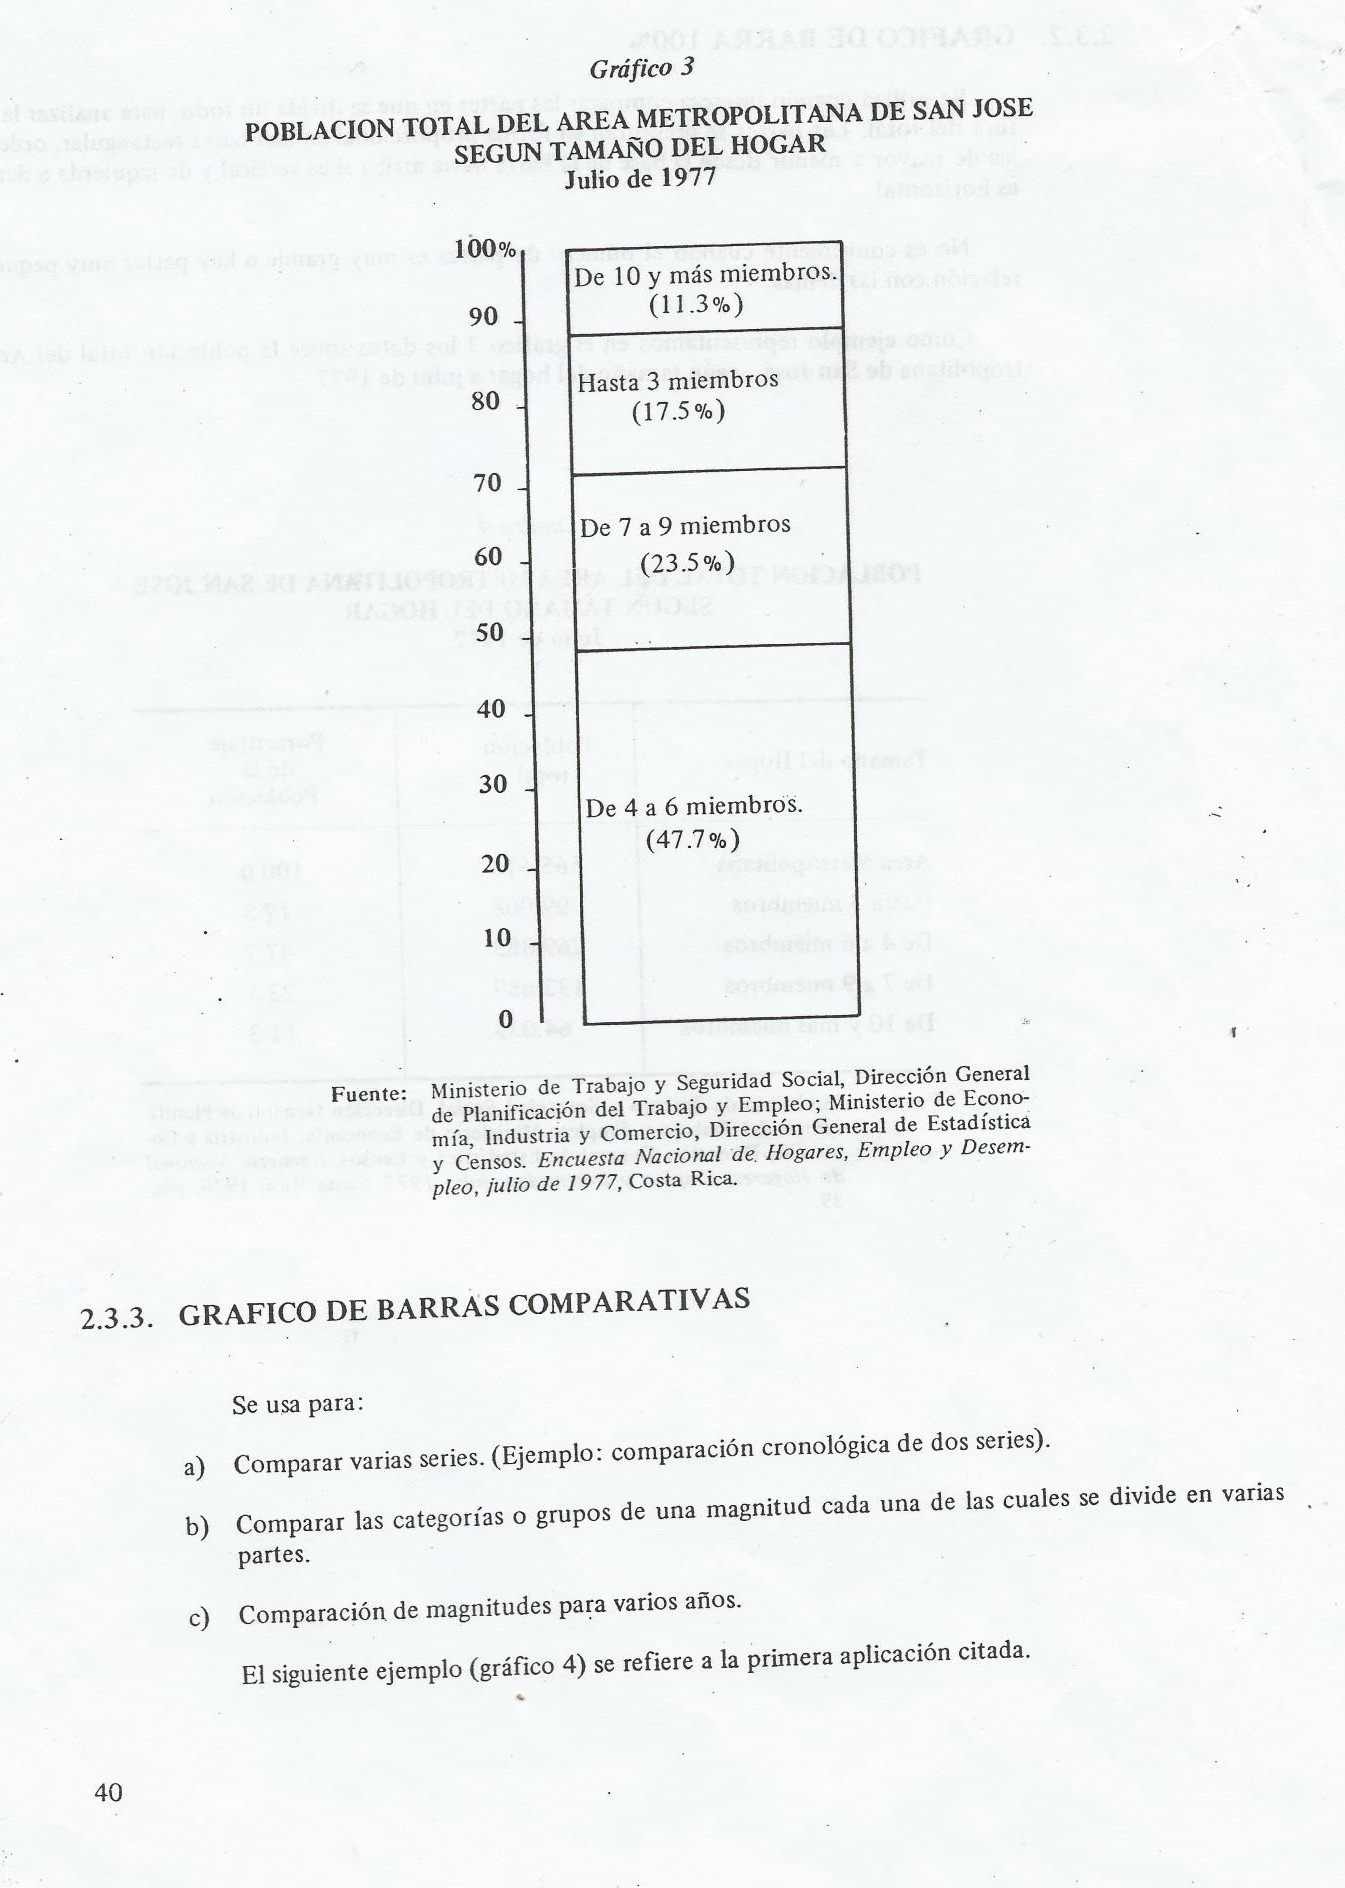 Gráfico 3
POBLACION TOTAL DEL AREA METROPOLITANA DE SAN JOSE
SEGUN TAMAÑO DEL HOGAR
Julio de 1977
100%
De 10 y más miembros.
(11.3%)
90
Hasta 3 miembros
80
(17.5%)
70
De 7 a 9 miembros
60
(23.5%)
50
40
30
De 4 a 6 miembros.
(47.7%)
20
10
0
Fuente: Ministerio de Trabajo y Seguridad Social, Dirección General
de Planificación del Trabajo y Empleo; Ministerio de Econo-
mía, Industria y Comercio, Dirección General de Estadística
y Censos. Encuesta Nacional de Hogares, Empleo y Desem-
pleo, julio de 1977, Costa Rica.
2.3.3. GRAFICO DE BARRAS COMPARATIVAS
Se usa para:
a) Comparar varias series. (Ejemplo: comparación cronológica de dos series).
b) Comparar las categorías o grupos de una magnitud cada una de las cuales se divide en varias
partes.
c) Comparación de magnitudes para varios años.
El siguiente ejemplo (gráfico 4) se refiere a la primera aplicación citada.
40